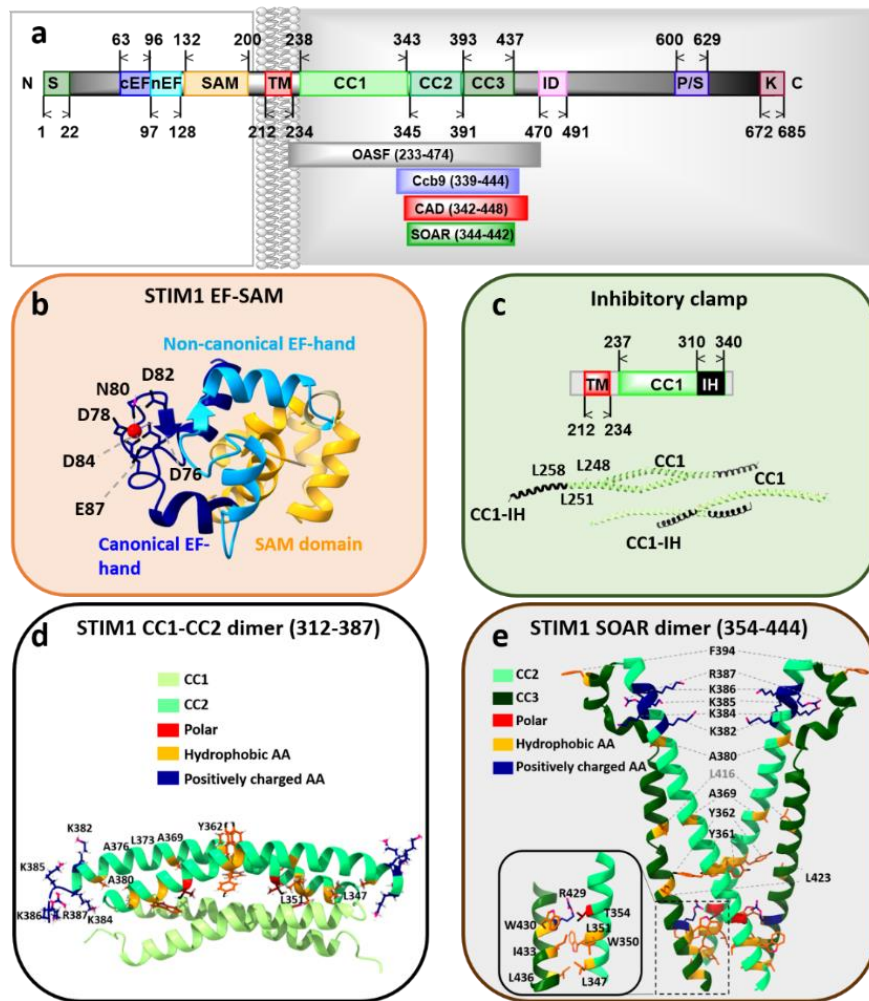 a
63 96 132 200 238 343 393 437 600 629
N S cEF nEF SAM TM CC1 CC2 CC3 ID P/S K C
1 22 97 128 212 234 345 391 470 491 672 685
OASF (233-474)
Ccb9 (339-444)
CAD (342-448)
SOAR (344-442)
b STIM1 EF-SAM
Non-canonical EF-hand
D82
N80
D78
D84
D76
E87
Canonical EF-
hand
SAM domain
c Inhibitory clamp
237 310 340
TM CC1 IH
212 234
L258 L248 CC1
L251 CC1
CC1-IH
CC1-IH
d STIM1 CC1-CC2 dimer (312-387)
CC1
CC2
Polar
Hydrophobic AA
Positively charged AA
K382 A376 L373 A369 Y362
K385 A380 L351 L347
K386 R387 K384
e STIM1 SOAR dimer (354-444)
CC2
CC3
Polar
Hydrophobic AA
Positively charged AA
F394
R387
K386
K385
K384
K382
A380
L416
A369
Y362
Y361
L423
R429
W430 T354
L351
I433 W350
L436 L347